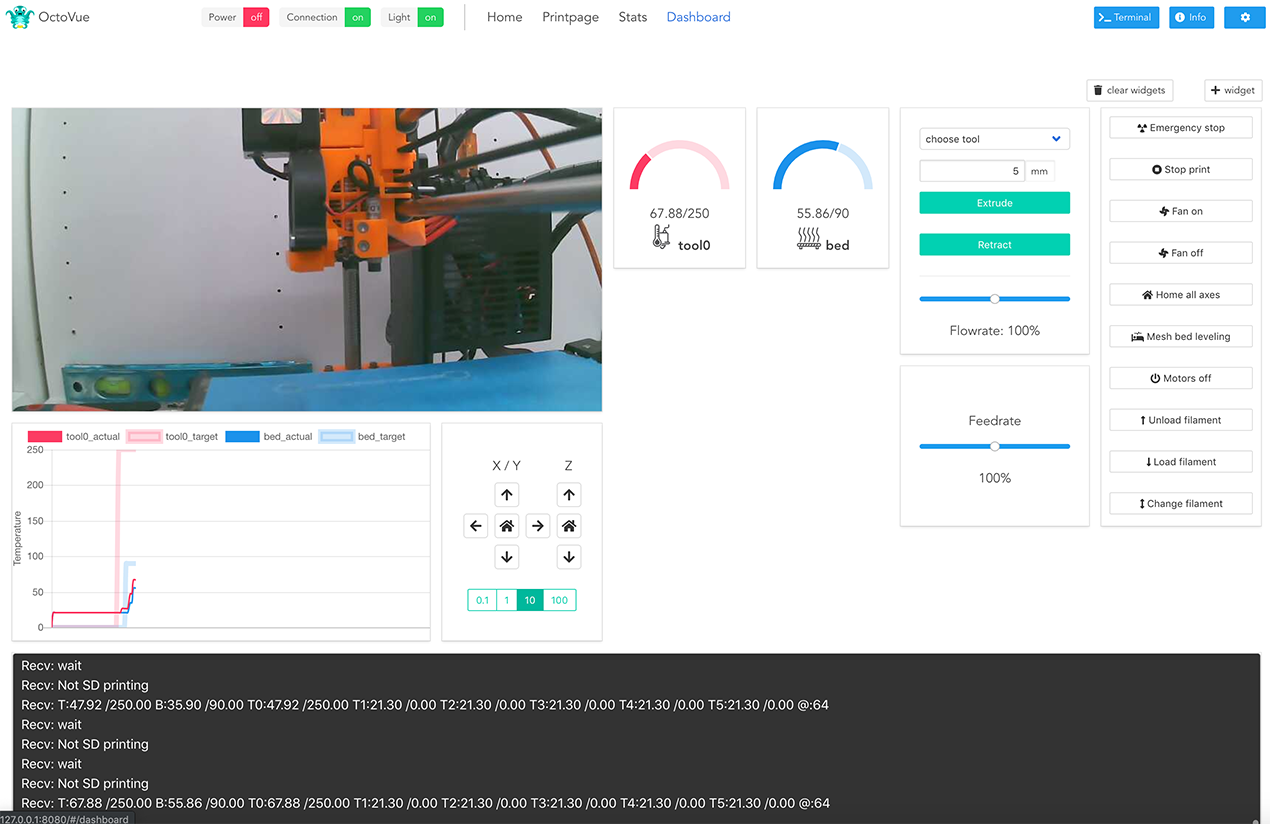 OctoVue
Power off
Connection on
Light on
Home
Printpage
Stats
Dashboard
Terminal
Info
clear widgets
widget
67.88/250
tool0
55.86/90
bed
choose tool
5 mm
Extrude
Retract
Flowrate: 100%
Feedrate
100%
Emergency stop
Stop print
Fan on
Fan off
Home all axes
Mesh bed leveling
Motors off
Unload filament
Load filament
Change filament
tool0_actual tool0_target bed_actual bed_target
Temperature
250
200
150
100
50
0
X / Y Z
0.1 1 10 100
Recv: wait
Recv: Not SD printing
Recv: T:47.92 /250.00 B:35.90 /90.00 T0:47.92 /250.00 T1:21.30 /0.00 T2:21.30 /0.00 T3:21.30 /0.00 T4:21.30 /0.00 T5:21.30 /0.00 @:64
Recv: wait
Recv: Not SD printing
Recv: wait
Recv: Not SD printing
Recv: T:67.88 /250.00 B:55.86 /90.00 T0:67.88 /250.00 T1:21.30 /0.00 T2:21.30 /0.00 T3:21.30 /0.00 T4:21.30 /0.00 T5:21.30 /0.00 @:64
127.0.0.1:8080/#/dashboard